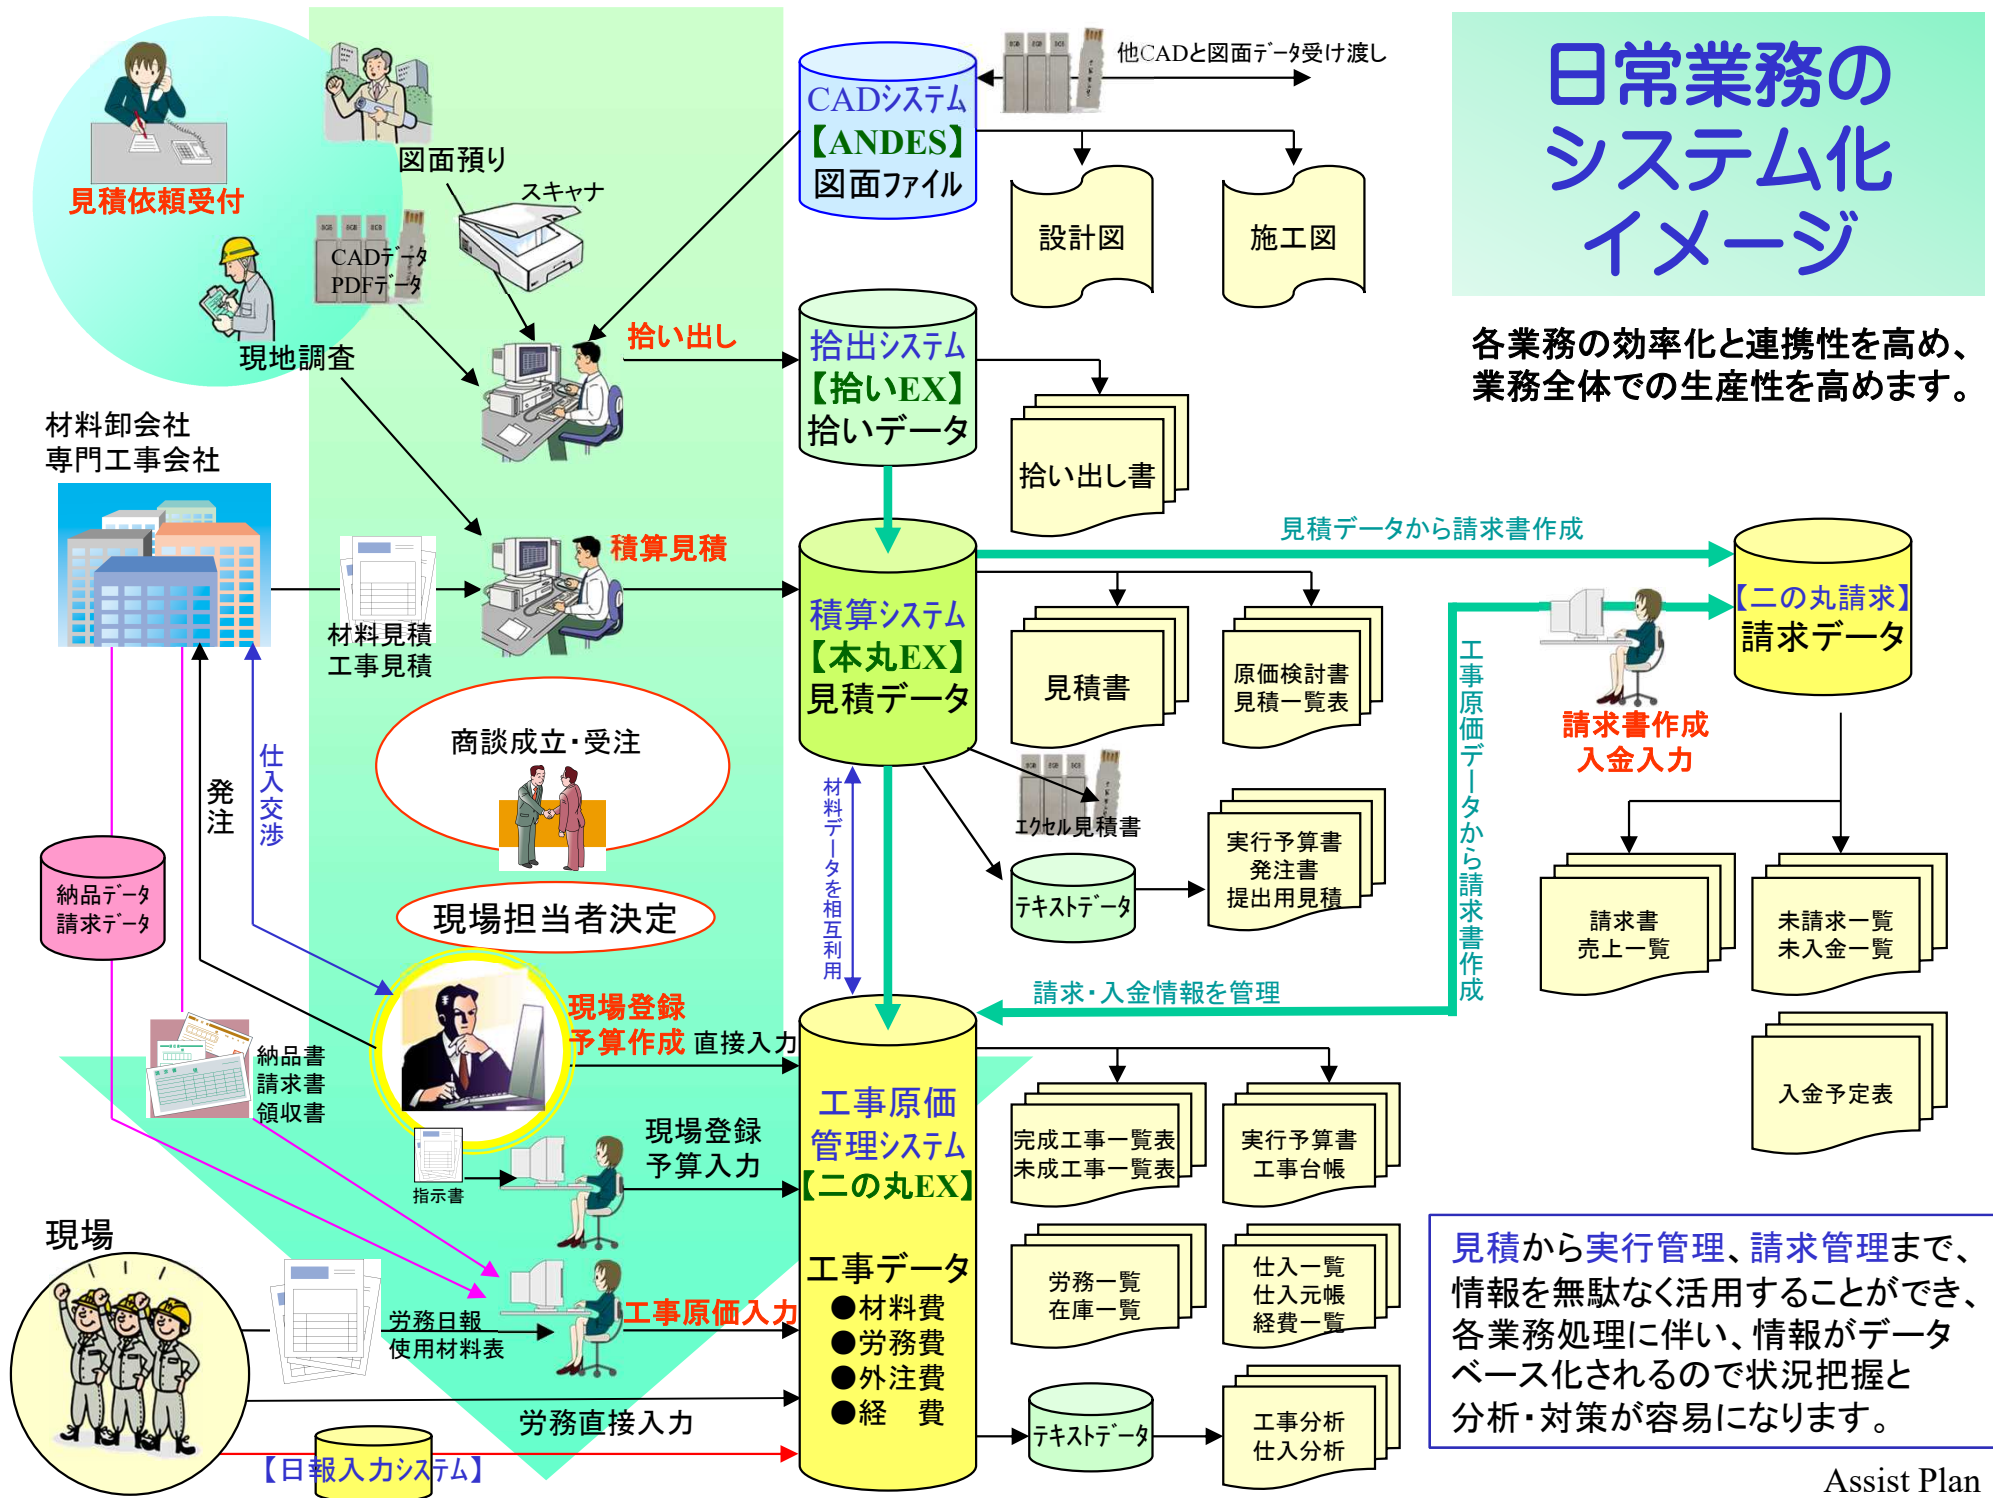 日常業務の
システム化
イメージ
各業務の効率化と連携性を高め、
業務全体での生産性を高めます。
見積依頼受付
図面預り
スキャナ
CADデータ
PDFデータ
現地調査
拾い出し
CADシステム
【ANDES】
図面ファイル
他CADと図面データ受け渡し
設計図
施工図
拾出システム
【拾いEX】
拾いデータ
拾い出し書
材料卸会社
専門工事会社
材料見積
工事見積
積算見積
積算システム
【本丸EX】
見積データ
見積データから請求書作成
見積書
原価検討書
見積一覧表
エクセル見積書
テキストデータ
実行予算書
発注書
提出用見積
【二の丸請求】
請求データ
請求書作成
入金入力
工事原価データから請求書作成
請求書
売上一覧
未請求一覧
未入金一覧
入金予定表
商談成立・受注
現場担当者決定
発注
仕入交渉
納品データ
請求データ
材料データを相互利用
請求・入金情報を管理
現場登録
予算作成 直接入力
納品書
請求書
領収書
現場登録
予算入力
指示書
工事原価
管理システム
【二の丸EX】
工事データ
●材料費
●労務費
●外注費
●経　費
完成工事一覧表
未成工事一覧表
実行予算書
工事台帳
労務一覧
在庫一覧
仕入一覧
仕入元帳
経費一覧
テキストデータ
工事分析
仕入分析
現場
労務日報
使用材料表
工事原価入力
労務直接入力
【日報入力システム】
見積から実行管理、請求管理まで、
情報を無駄なく活用することができ、
各業務処理に伴い、情報がデータ
ベース化されるので状況把握と
分析・対策が容易になります。
Assist Plan